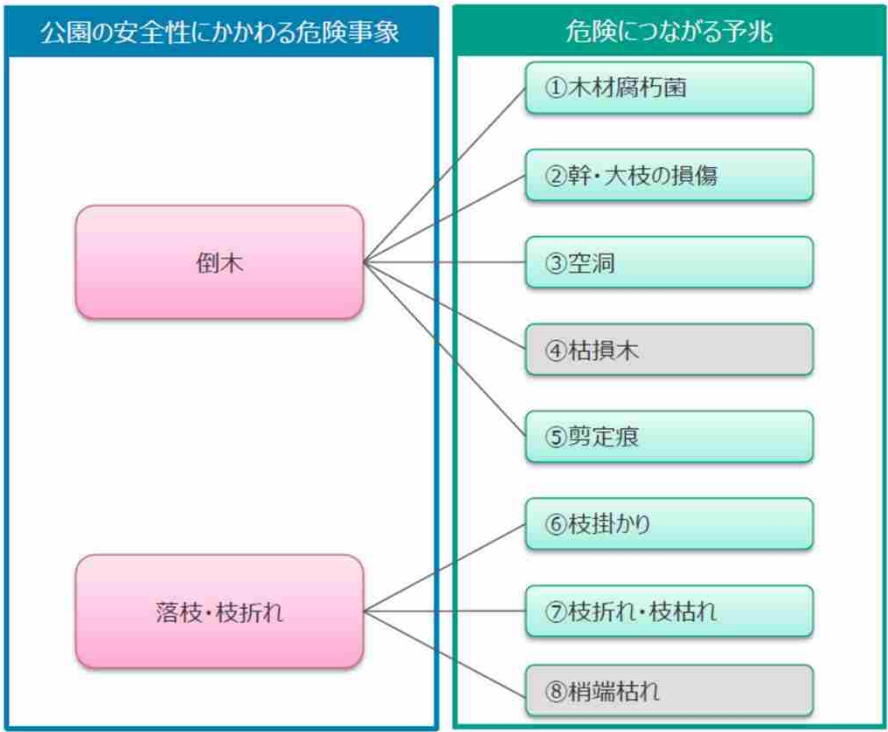 公園の安全性にかかわる危険事象
倒木
落枝・枝折れ
危険につながる予兆
①木材腐朽菌
②幹・大枝の損傷
③空洞
④枯損木
⑤剪定痕
⑥枝掛かり
⑦枝折れ・枝枯れ
⑧梢端枯れ